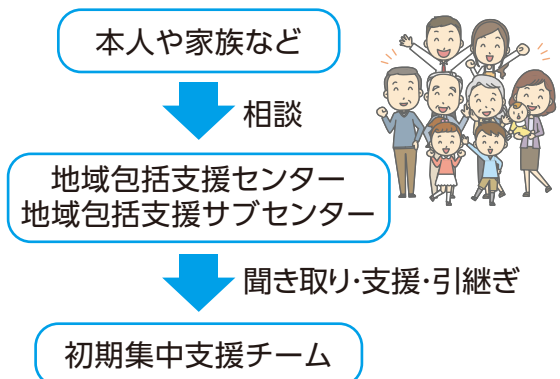 本人や家族など
相談
地域包括支援センター
地域包括支援サブセンター
聞き取り・支援・引継ぎ
初期集中支援チーム